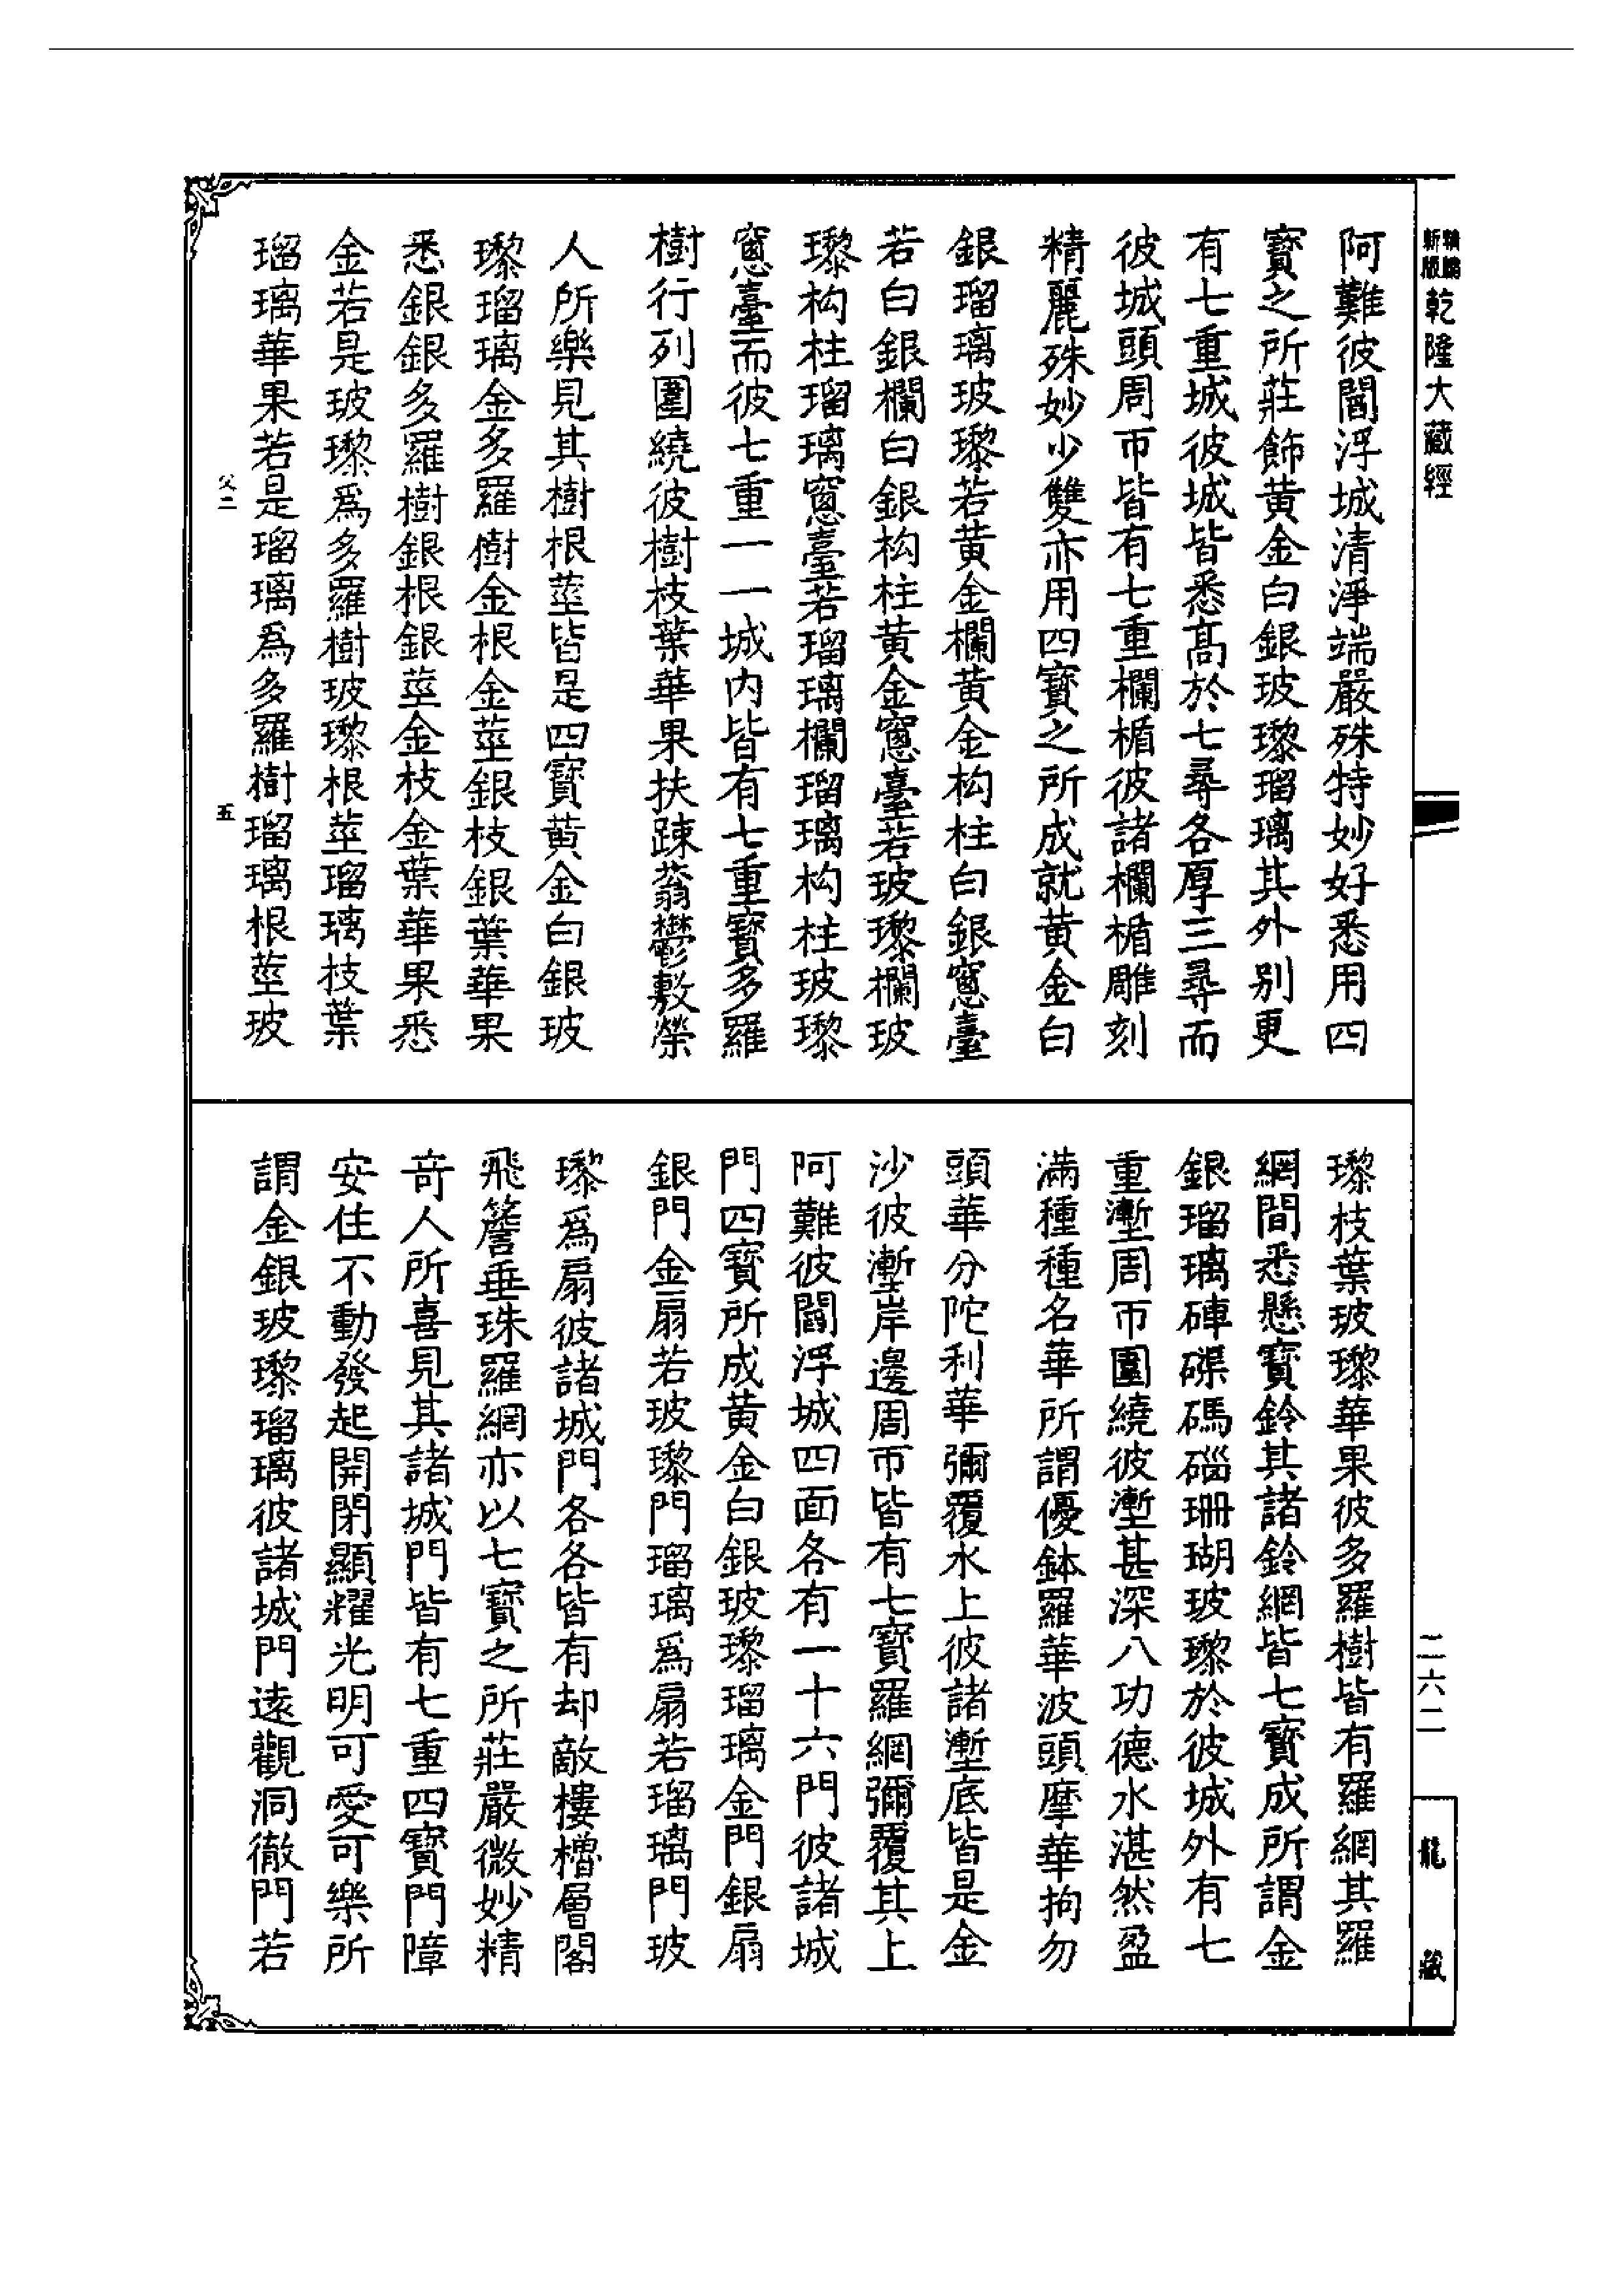 新版
乾隆大藏經
阿難彼閻浮城清淨端嚴殊特妙好悉用四
寶之所莊飾黃金白銀玻瓈瑠璃其外别更
有七重城彼城皆悉高於七尋各厚三尋而
彼城頭周帀皆有七重欄楯彼諸欄楯雕刻
精麗殊妙少雙亦用四寶之所成就黃金白
銀瑠璃玻瓈若黃金欄黃金枸柱白銀窻臺
若白銀欄白銀枸柱黃金窻臺若玻瓈欄玻
瓈枸柱瑠璃窻臺若瑠璃欄瑠璃枸柱玻瓈
窻臺而彼七重一一城内皆有七重寶多羅
樹行列圍繞彼樹枝葉華果扶踈蓊鬱敷榮
人所樂見其樹根莖皆是四寶黃金白銀玻
瓈瑠璃金多羅樹金根金莖銀枝銀葉華果
悉銀銀多羅樹銀根銀莖金枝金葉華果悉
金若是玻瓈爲多羅樹玻瓈根莖瑠璃枝葉
瑠璃華果若是瑠璃爲多羅樹瑠璃根莖玻
父二
五
瓈枝葉玻瓈華果彼多羅樹皆有羅網其羅
網間悉懸寶鈴其諸鈴網皆七寶成所謂金
銀瑠璃硨磲碼碯珊瑚玻瓈於彼城外有七
重壍周帀圍繞彼壍甚深八功德水湛然盈
滿種種名華所謂優鉢羅華波頭摩華拘勿
頭華分陀利華彌覆水上彼諸壍底皆是金
沙彼壍岸邊周帀皆有七寶羅網彌覆其上
阿難彼閻浮城四面各有一十六門彼諸城
門四寶所成黃金白銀玻瓈瑠璃金門銀扇
銀門金扇若玻瓈門瑠璃爲扇若瑠璃門玻
瓈爲扇彼諸城門各各皆有却敵樓櫓層閣
飛簷垂珠羅網亦以七寶之所莊嚴微妙精
竒人所喜見其諸城門皆有七重四寶門障
安住不動發起開閉顯耀光明可愛可樂所
謂金銀玻瓈瑠璃彼諸城門遠觀洞徹門若
二六二
龍藏